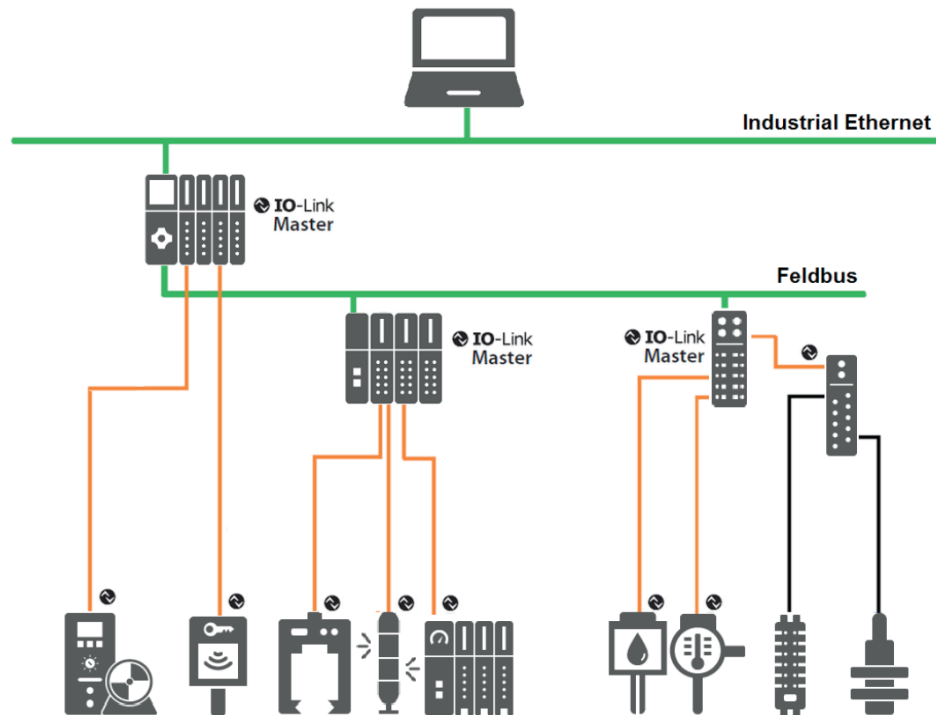 Industrial Ethernet
IO-Link
Master
Feldbus
IO-Link
Master
IO-Link
Master